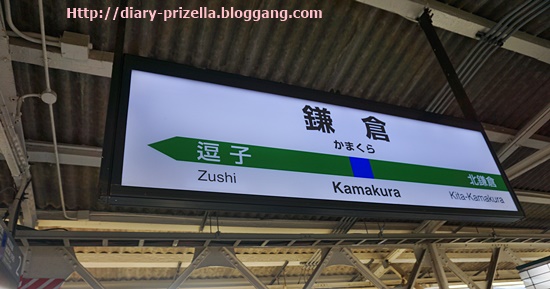 Http://diary-prizella.bloggang.com
鎌倉
かまくら
逗子
北鎌倉
Zushi
Kamakura
Kita-Kamakura